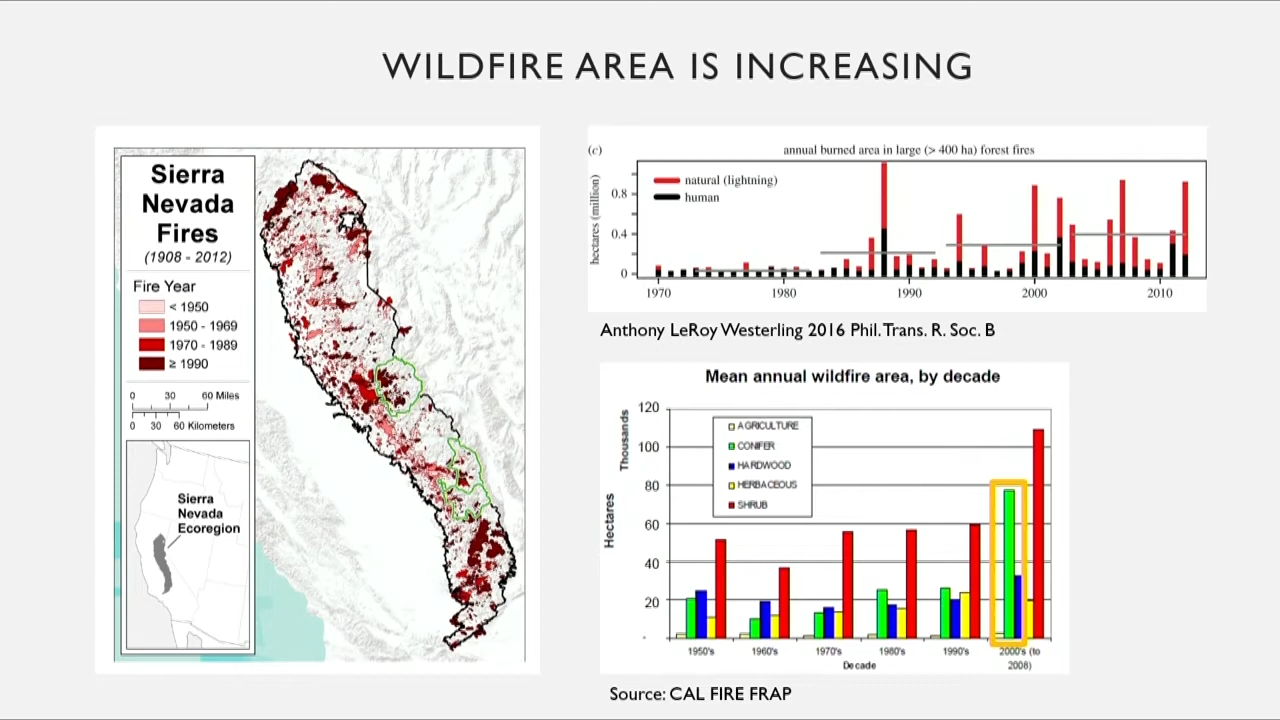 WILDFIRE AREA IS INCREASING
Sierra
Nevada
Fires
(1908 - 2012)
Fire Year
< 1950
1950 - 1969
1970 - 1989
≥ 1990
0 30 60 Miles
0 30 60 Kilometers
Sierra
Nevada
Ecoregion
(c)
annual burned area in large (> 400 ha) forest fires
natural (lightning)
human
hectares (million)
0.8
0.4
0
1970 1980 1990 2000 2010
Anthony LeRoy Westerling 2016 Phil. Trans. R. Soc. B
Mean annual wildfire area, by decade
Thousands
Hectares
120
100
80
60
40
20
-
AGRICULTURE
CONIFER
HARDWOOD
HERBACEOUS
SHRUB
1950's 1960's 1970's 1980's 1990's 2000's (to
2008)
Decade
Source: CAL FIRE FRAP